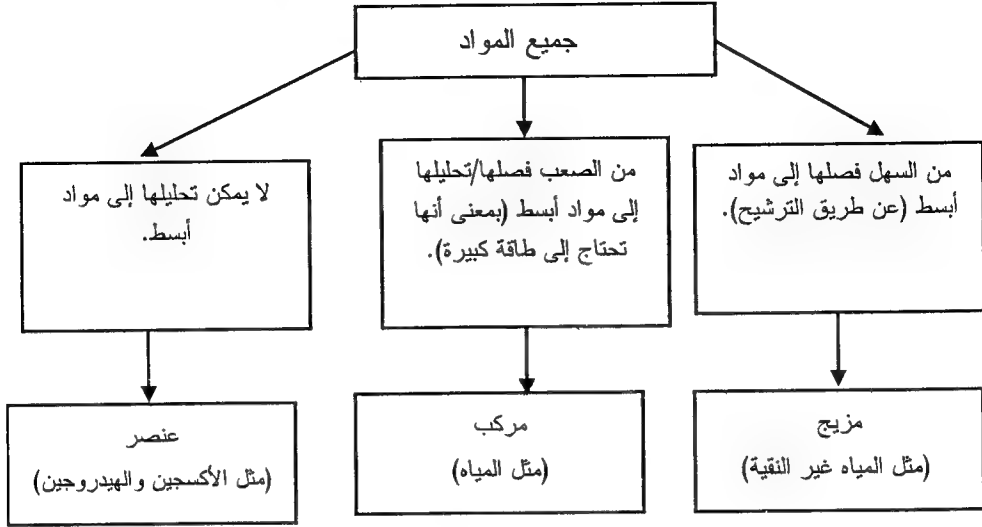 جميع المواد
من السهل فصلها إلى مواد
أبسط (عن طريق الترشيح).
من الصعب فصلها/تحليلها
إلى مواد أبسط (بمعنى أنها
تحتاج إلى طاقة كبيرة).
لا يمكن تحليلها إلى مواد
أبسط.
مزيج
(مثل المياه غير النقية)
مركب
(مثل المياه)
عنصر
(مثل الأكسجين والهيدروجين)